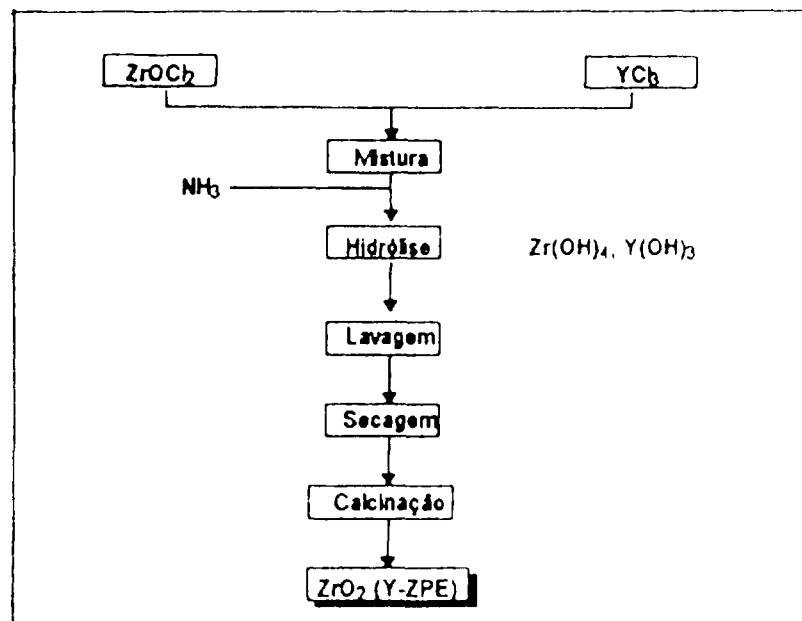 ZrOCl₂ YCl₃
Mistura
NH₃
Hidrólise Zr(OH)₄, Y(OH)₃
Lavagem
Secagem
Calcinação
ZrO₂ (Y-ZPE)